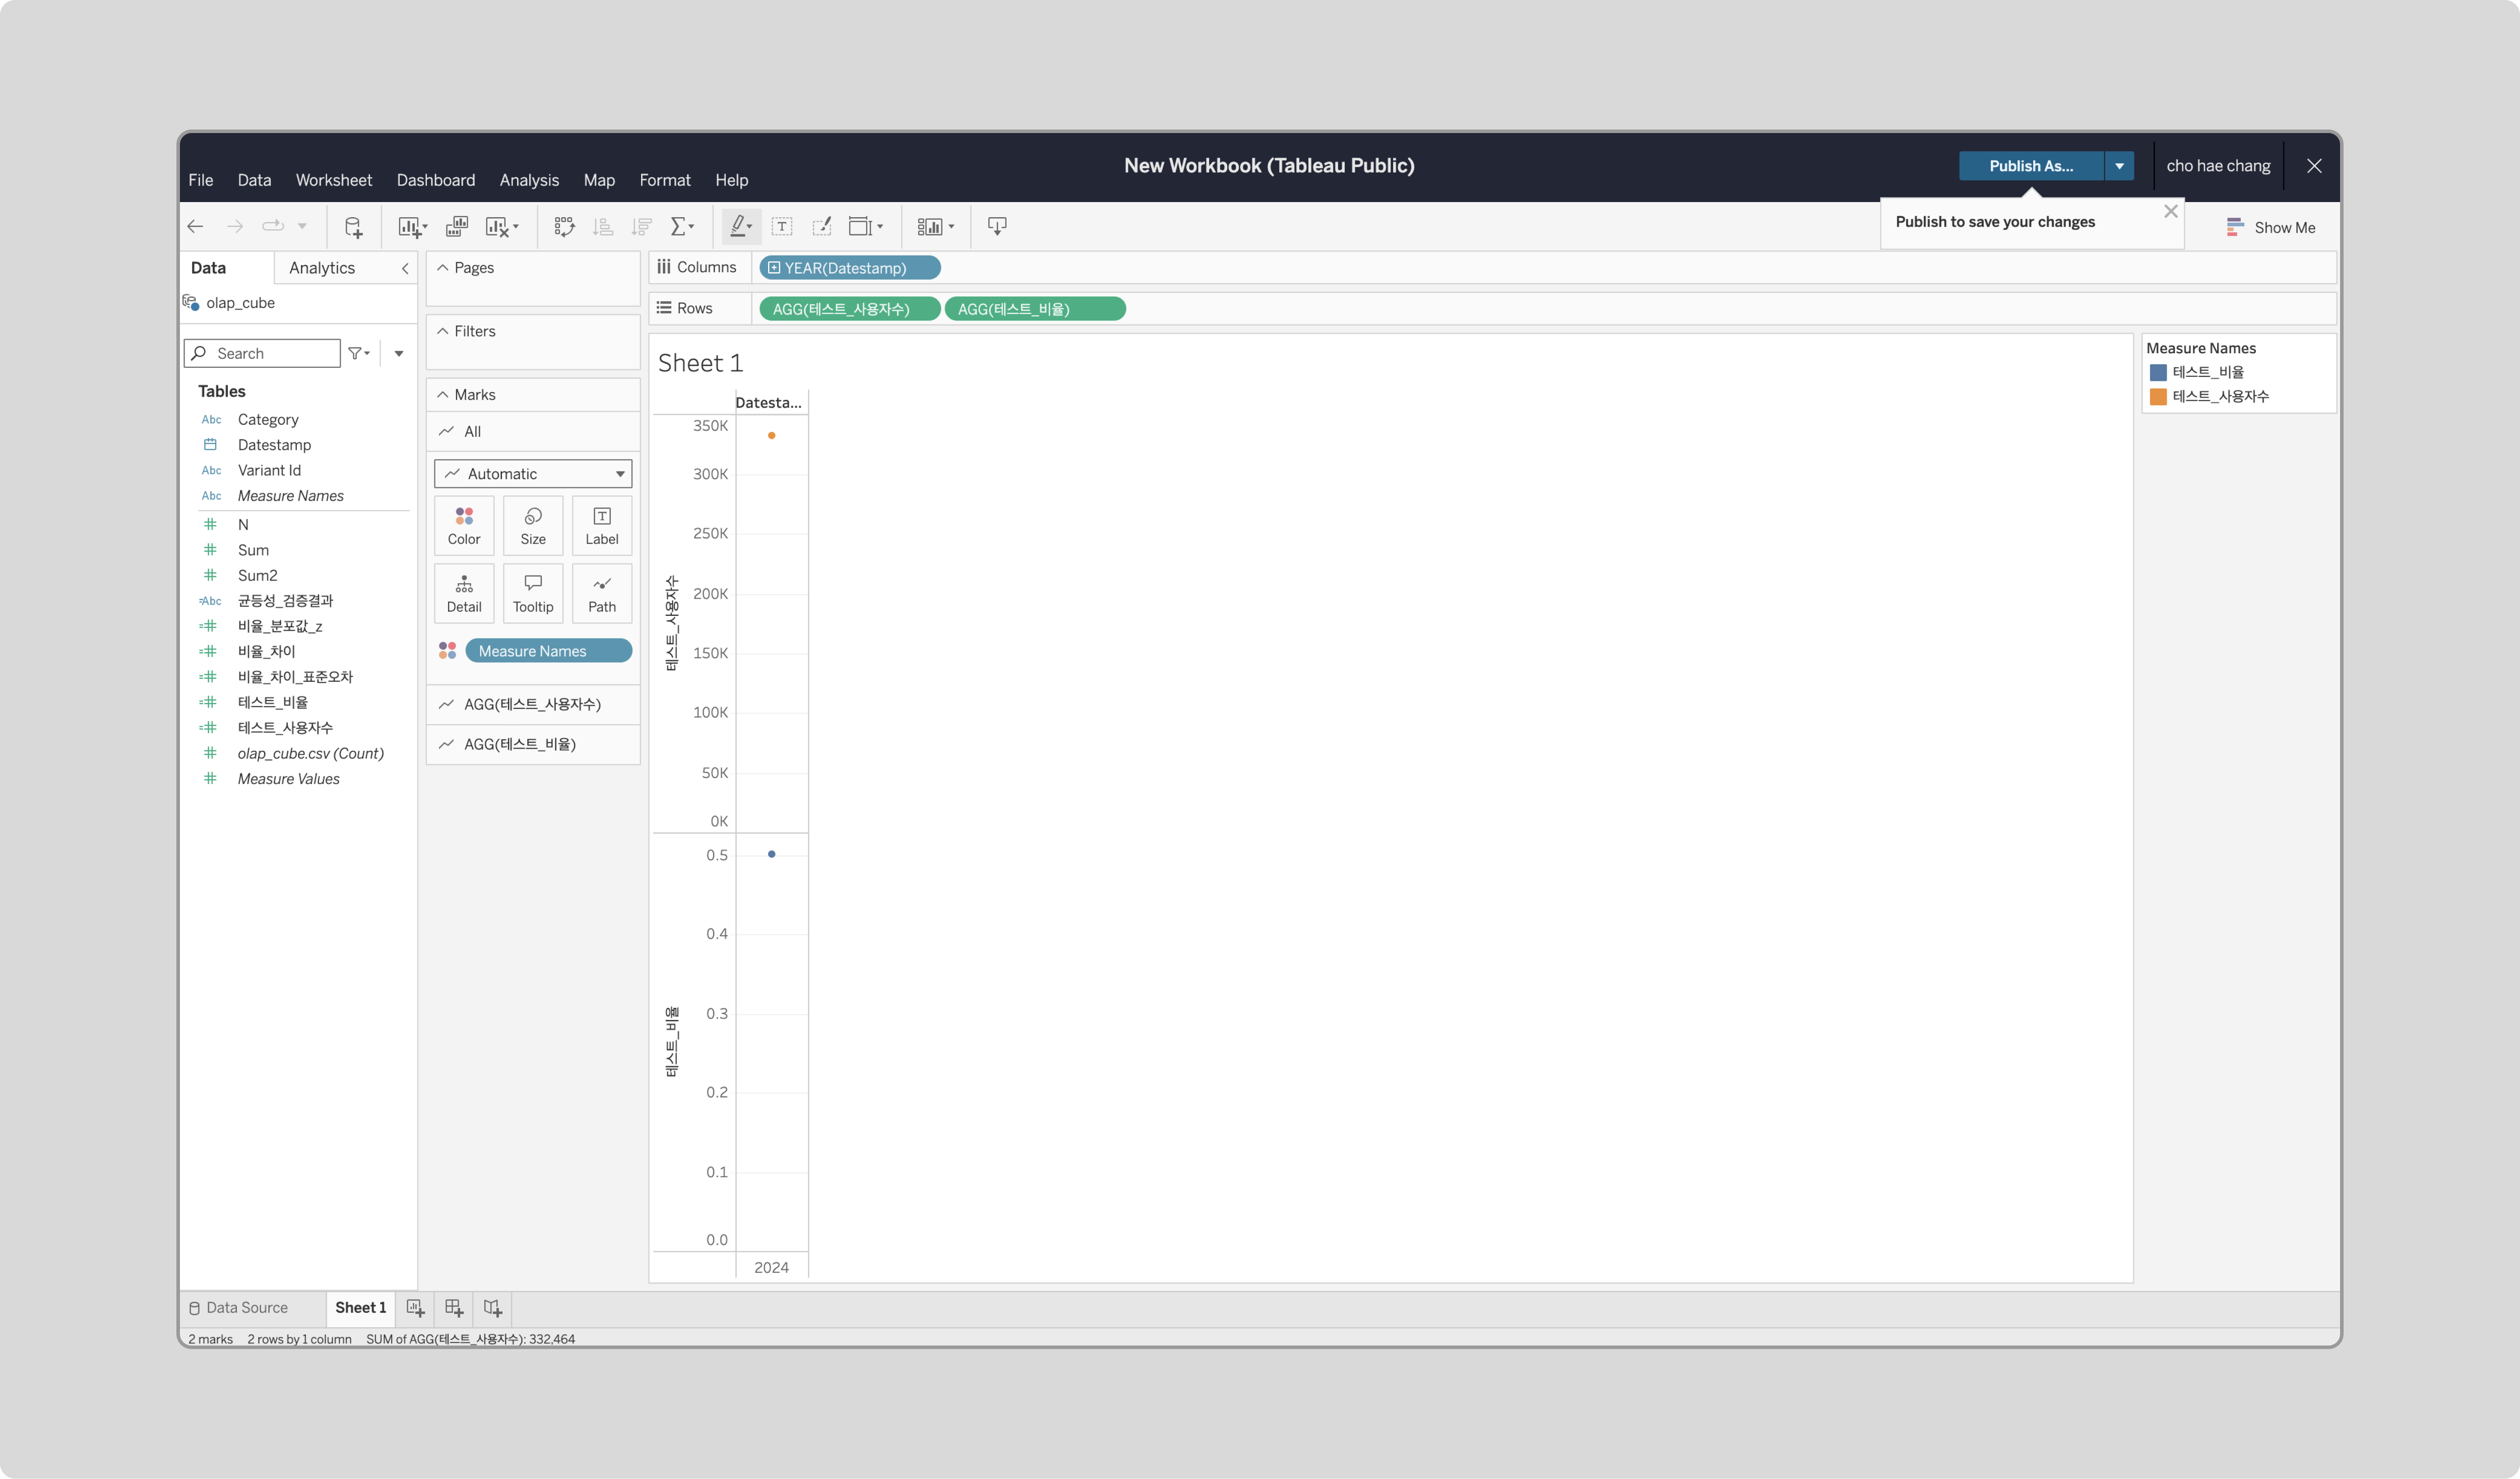 New Workbook (Tableau Public)
Publish As...
cho hae chang
File Data Worksheet Dashboard Analysis Map Format Help
Publish to save your changes
Show Me
Data
Analytics
olap_cube
Search
Tables
Abc Category
Datestamp
Abc Variant Id
Abc Measure Names
N
Sum
Sum2
=Abc 균등성_검증결과
비율_분포값_z
비율_차이
비율_차이_표준오차
테스트_비율
테스트_사용자수
olap_cube.csv (Count)
Measure Values
Pages
Filters
Marks
All
Automatic
Color Size Label
Detail Tooltip Path
Measure Names
AGG(테스트_사용자수)
AGG(테스트_비율)
Columns YEAR(Datestamp)
Rows AGG(테스트_사용자수) AGG(테스트_비율)
Sheet 1
Datesta...
테스트_사용자수
350K
300K
250K
200K
150K
100K
50K
0K
테스트_비율
0.5
0.4
0.3
0.2
0.1
0.0
2024
Measure Names
테스트_비율
테스트_사용자수
Data Source Sheet 1
2 marks 2 rows by 1 column SUM of AGG(테스트_사용자수): 332,464